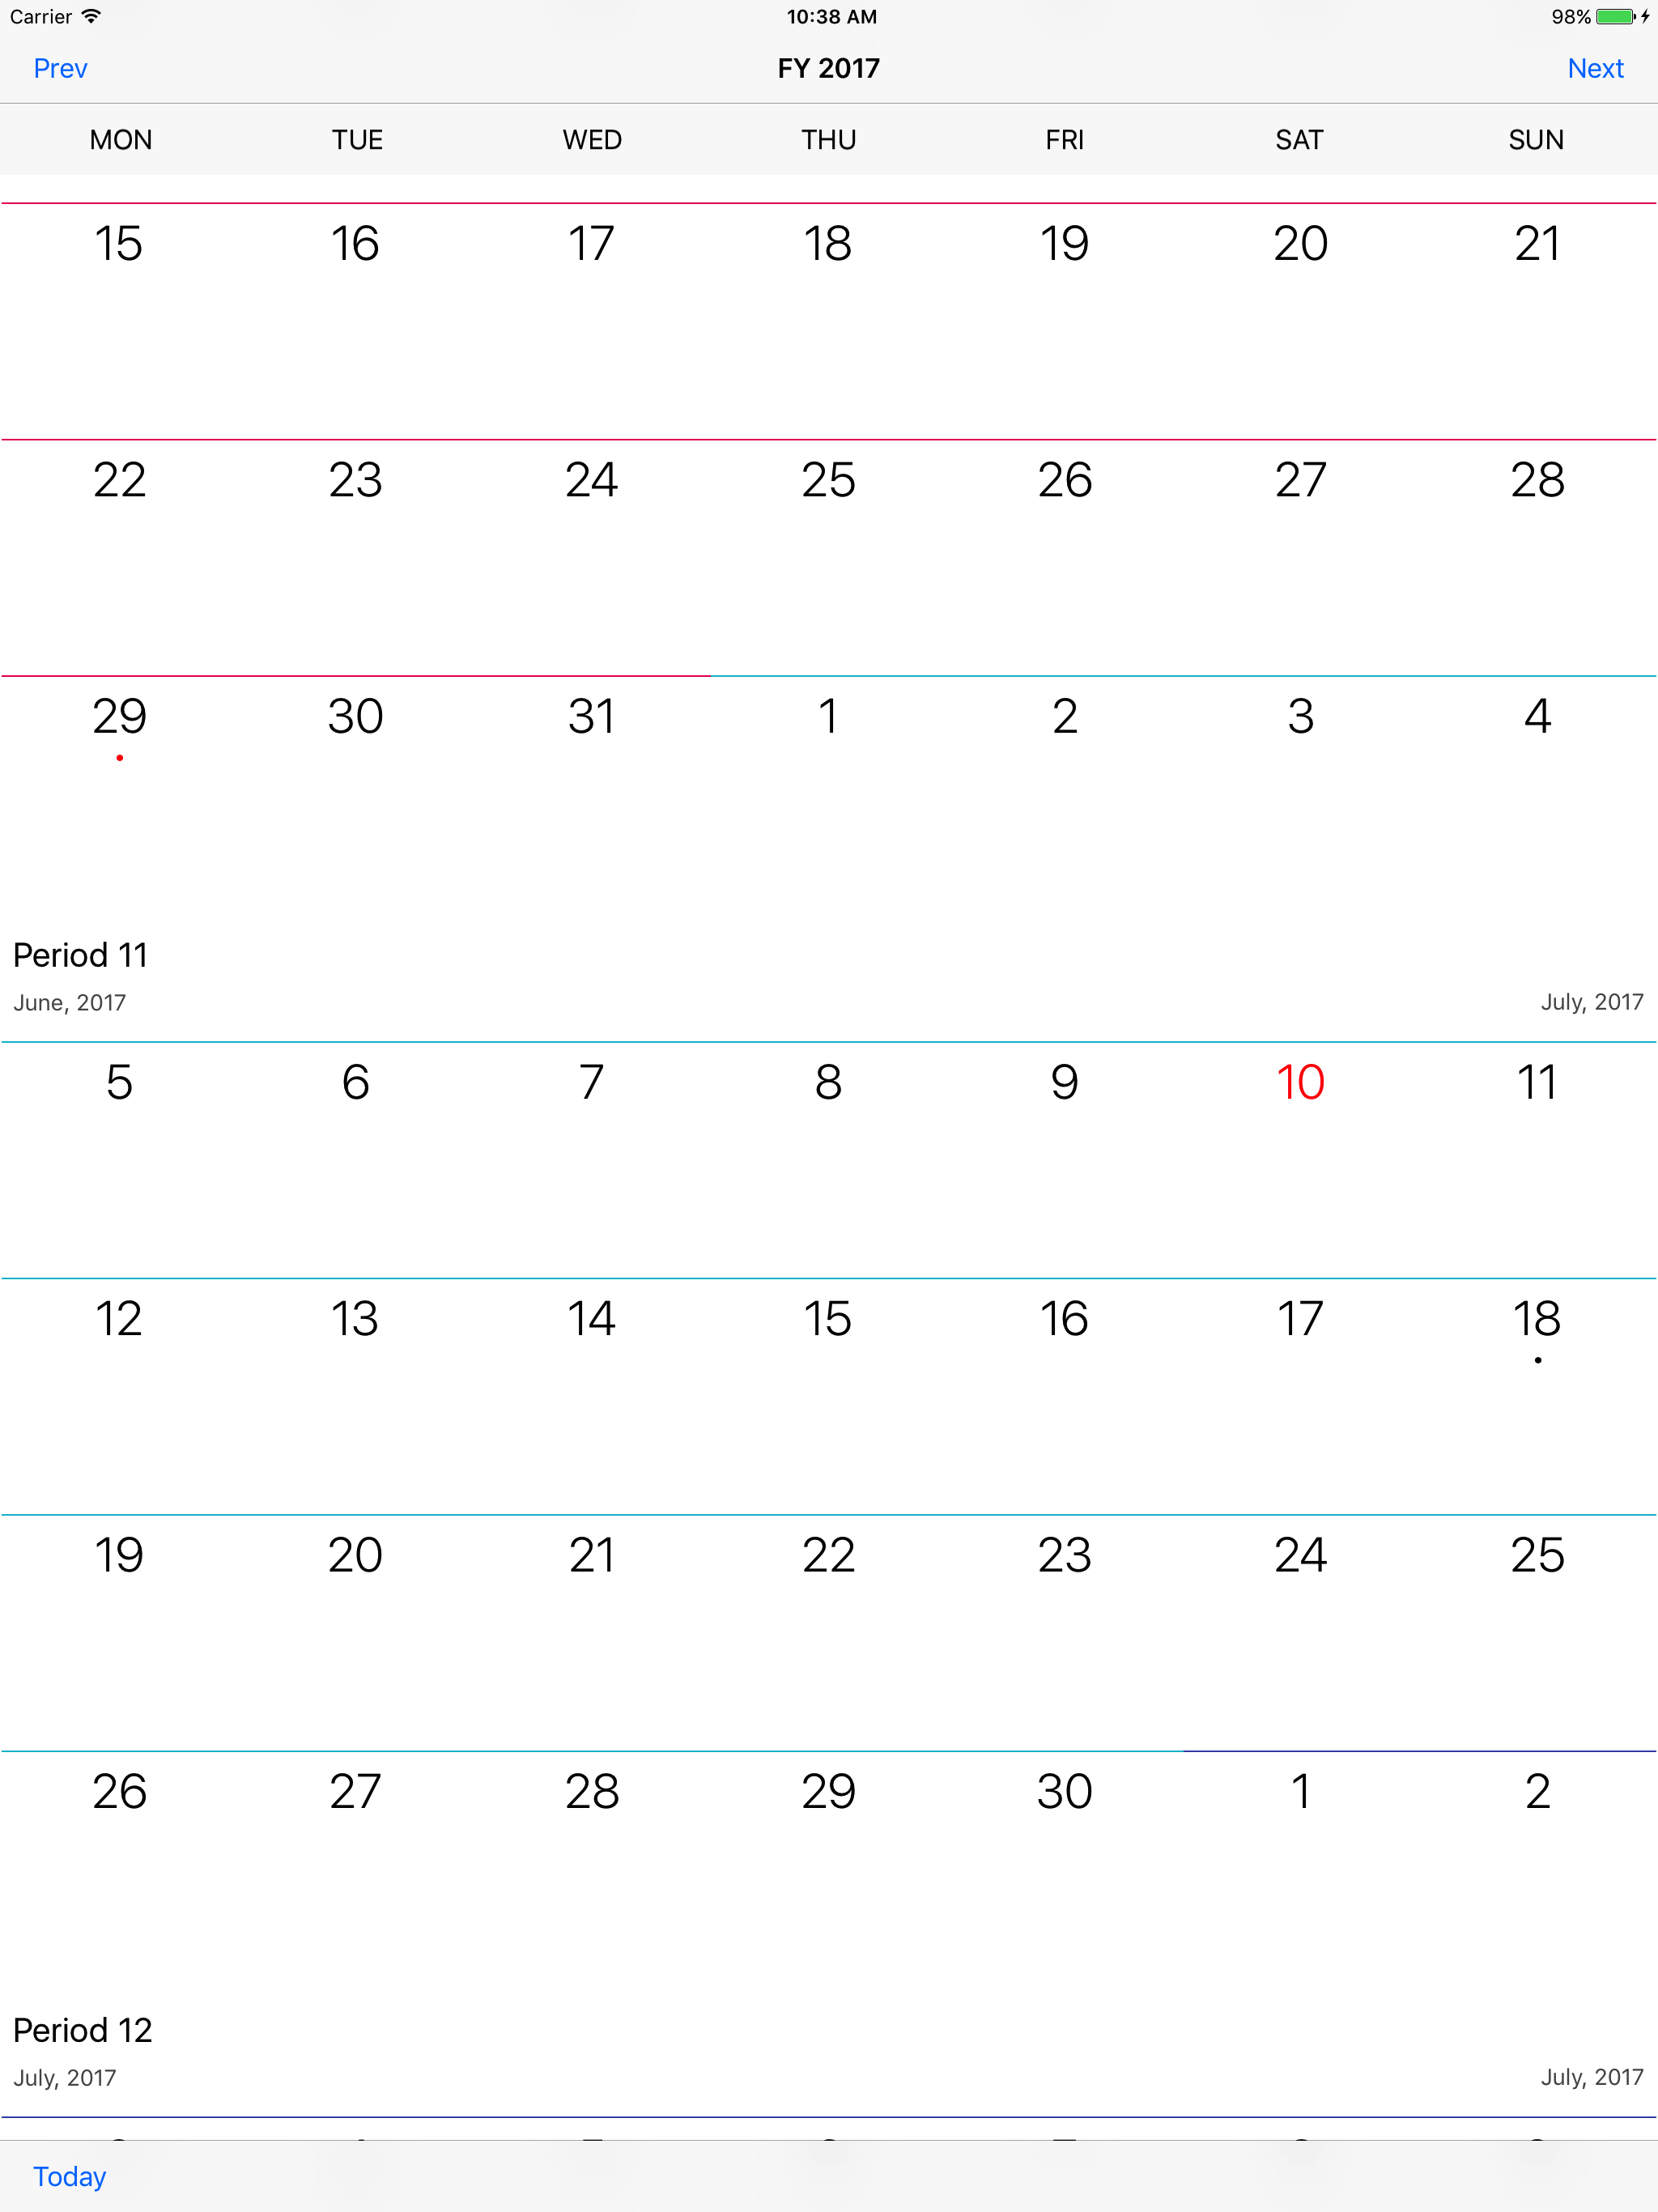 Carrier 10:38 AM 98%
Prev FY 2017 Next
MON TUE WED THU FRI SAT SUN
15 16 17 18 19 20 21
22 23 24 25 26 27 28
29 30 31 1 2 3 4
Period 11
June, 2017 July, 2017
5 6 7 8 9 10 11
12 13 14 15 16 17 18
19 20 21 22 23 24 25
26 27 28 29 30 1 2
Period 12
July, 2017 July, 2017
Today